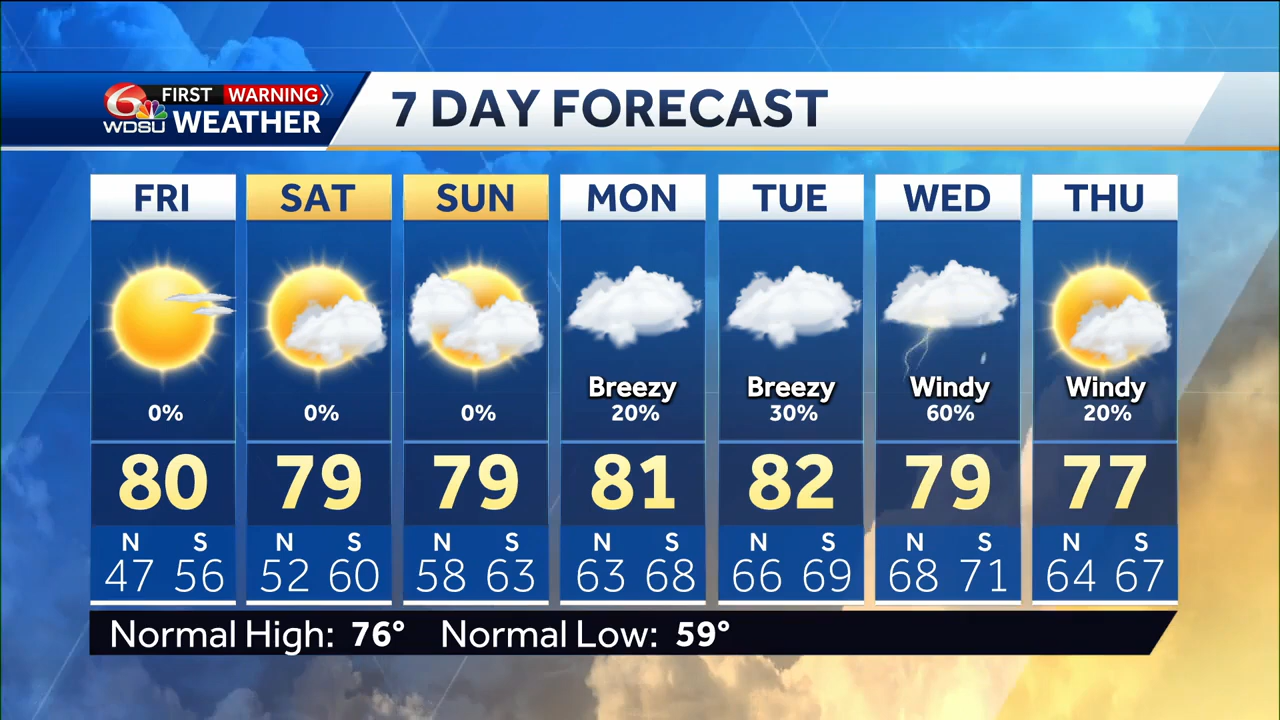 6
WDSU
FIRST WARNING
WEATHER
7 DAY FORECAST
FRI SAT SUN MON TUE WED THU
Breezy Breezy Windy Windy
0% 0% 0% 20% 30% 60% 20%
80 79 79 81 82 79 77
N S N S N S N S N S N S N S
47 56 52 60 58 63 63 68 66 69 68 71 64 67
Normal High: 76° Normal Low: 59°